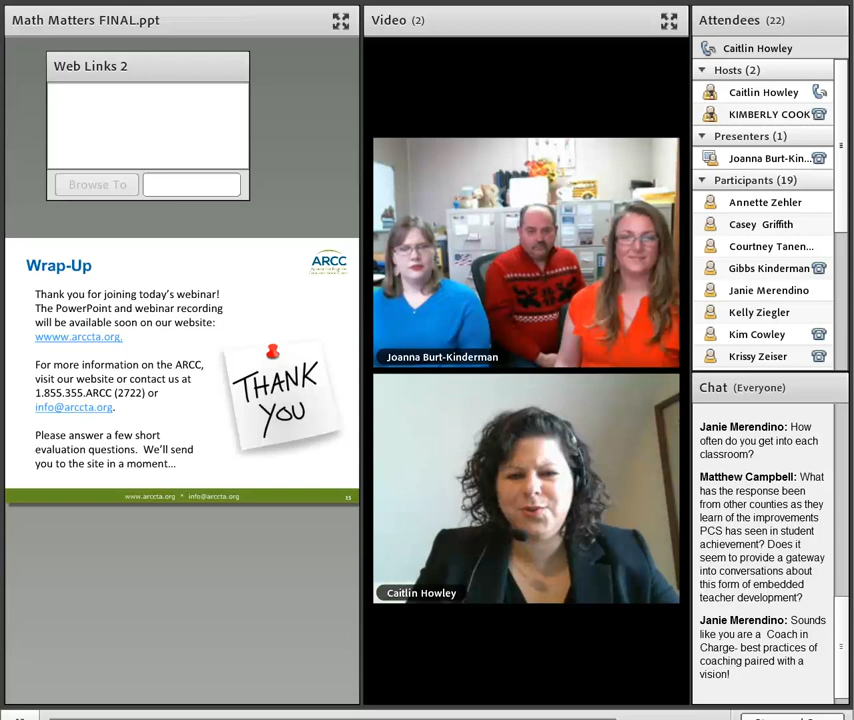 Math Matters FINAL.ppt
Web Links 2
Browse To
Wrap-Up
ARCC
Thank you for joining today's webinar!
The PowerPoint and webinar recording
will be available soon on our website:
wwww.arccta.org.
For more information on the ARCC,
visit our website or contact us at
1.855.355.ARCC (2722) or
info@arccta.org.
Please answer a few short
evaluation questions.  We'll send
you to the site in a moment...
THANK
YOU
www.arccta.org * info@arccta.org
Video (2)
Joanna Burt-Kinderman
Caitlin Howley
Attendees (22)
Caitlin Howley
Hosts (2)
Caitlin Howley
KIMBERLY COOK
Presenters (1)
Joanna Burt-Kin...
Participants (19)
Annette Zehler
Casey Griffith
Courtney Tanen...
Gibbs Kinderman
Janie Merendino
Kelly Ziegler
Kim Cowley
Krissy Zeiser
Chat (Everyone)
Janie Merendino: How
often do you get into each
classroom?
Matthew Campbell: What
has the response been
from other counties as they
learn of the improvements
PCS has seen in student
achievement? Does it
seem to provide a gateway
into conversations about
this form of embedded
teacher development?
Janie Merendino: Sounds
like you are a Coach in
Charge- best practices of
coaching paired with a
vision!